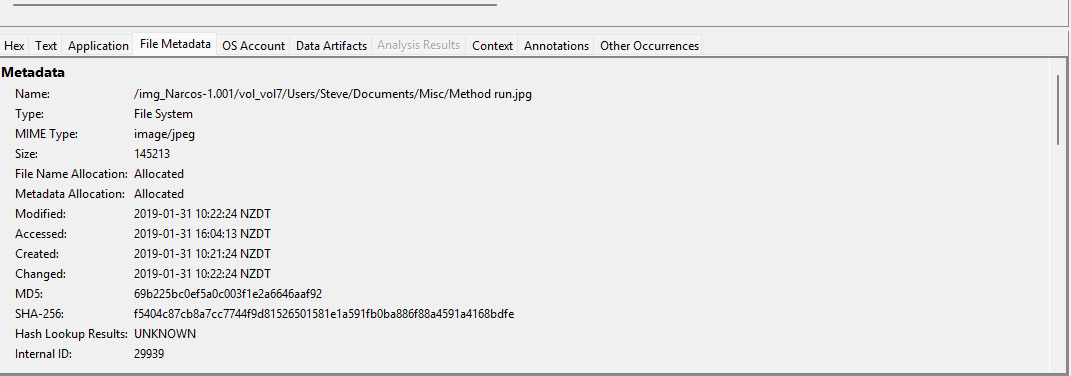 Hex Text Application File Metadata OS Account Data Artifacts Analysis Results Context Annotations Other Occurrences
Metadata
Name: /img_Narcos-1.001/vol_vol7/Users/Steve/Documents/Misc/Method run.jpg
Type: File System
MIME Type: image/jpeg
Size: 145213
File Name Allocation: Allocated
Metadata Allocation: Allocated
Modified: 2019-01-31 10:22:24 NZDT
Accessed: 2019-01-31 16:04:13 NZDT
Created: 2019-01-31 10:21:24 NZDT
Changed: 2019-01-31 10:22:24 NZDT
MD5: 69b225bc0ef5a0c003f1e2a6646aaf92
SHA-256: f5404c87cb8a7cc7744f9d81526501581e1a591fb0ba886f88a4591a4168bdfe
Hash Lookup Results: UNKNOWN
Internal ID: 29939